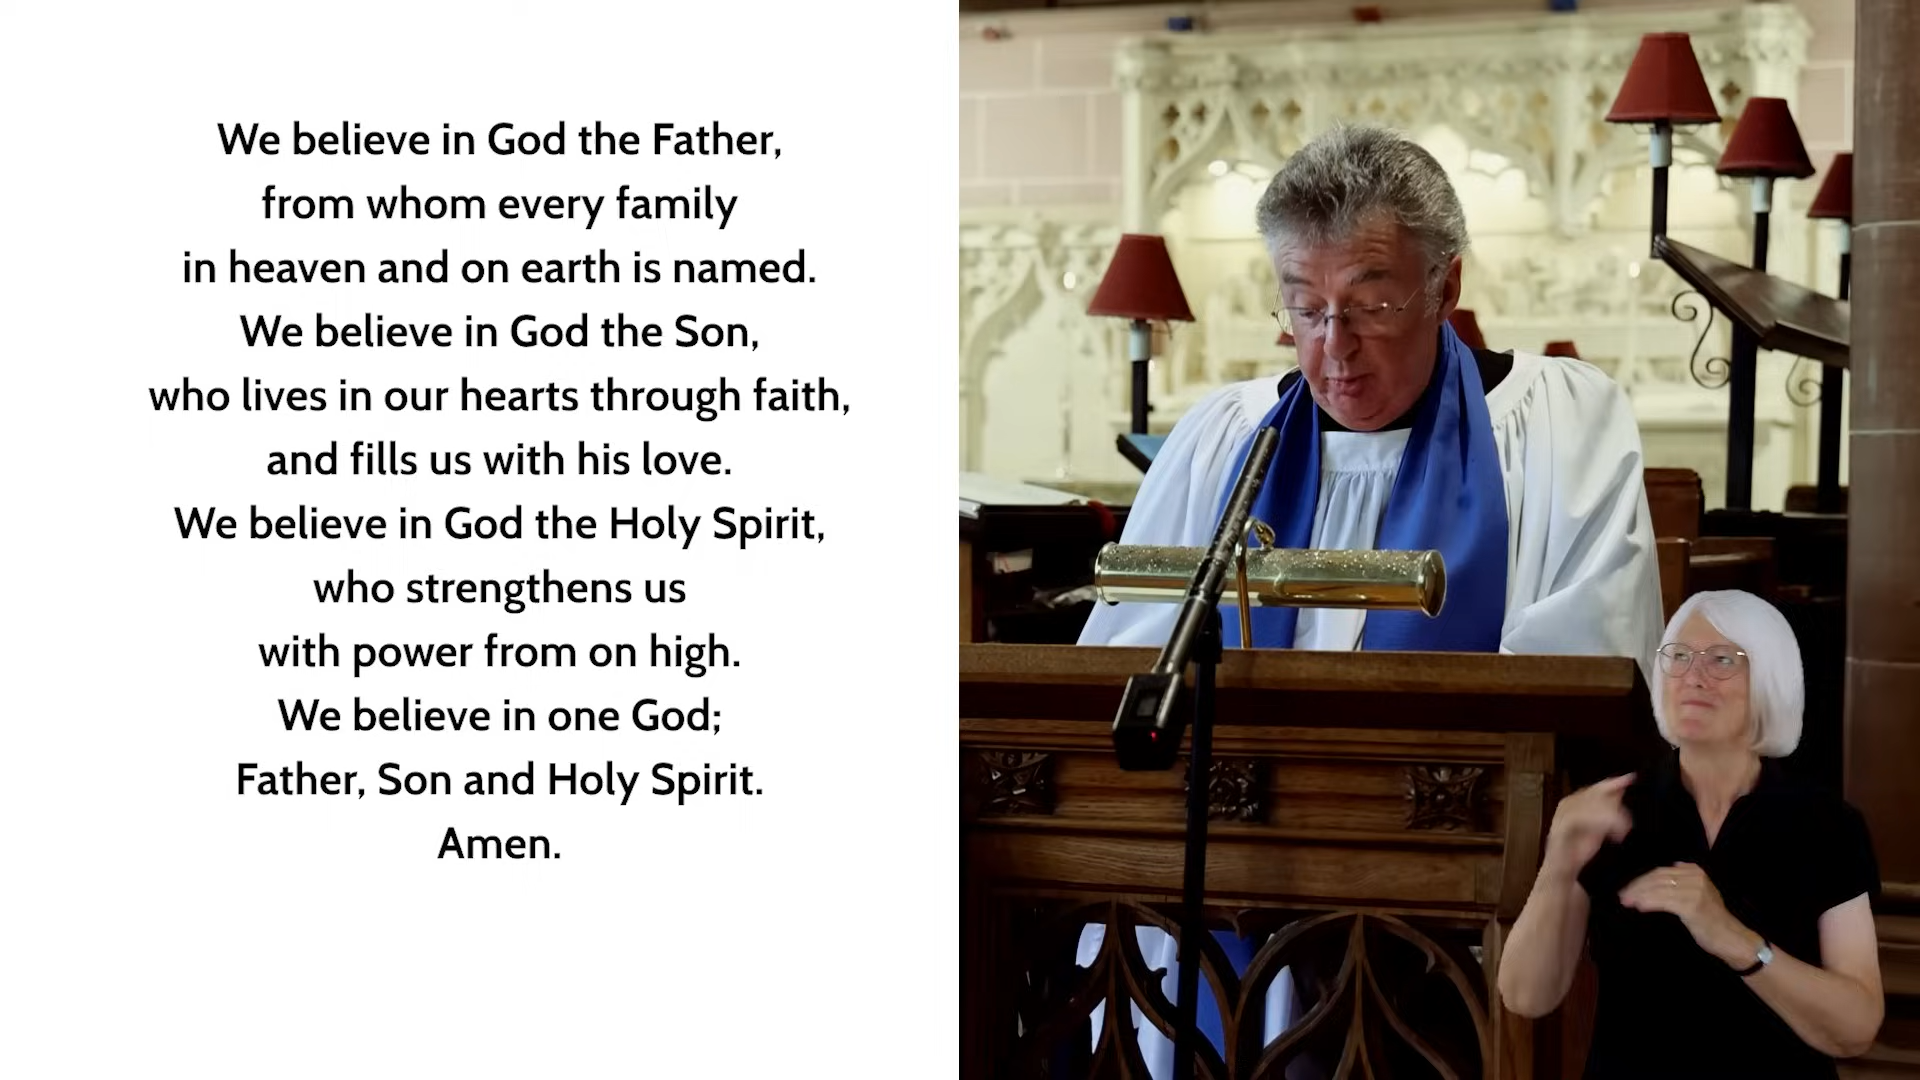 We believe in God the Father,
from whom every family
in heaven and on earth is named.
We believe in God the Son,
who lives in our hearts through faith,
and fills us with his love.
We believe in God the Holy Spirit,
who strengthens us
with power from on high.
We believe in one God;
Father, Son and Holy Spirit.
Amen.